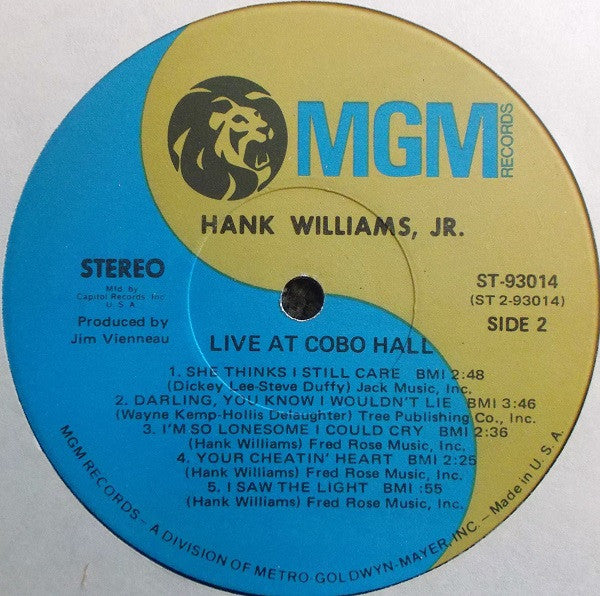 MGM
RECORDS
HANK WILLIAMS, JR.
STEREO
Mfd. by
Capitol Records, Inc
U.S.A.
Produced by
Jim Vienneau
ST-93014
(ST 2-93014)
SIDE 2
LIVE AT COBO HALL
1. SHE THINKS I STILL CARE BMI 2:48
(Dickey Lee-Steve Duffy) Jack Music, Inc.
2. DARLING, YOU KNOW I WOULDN'T LIE BMI 3:46
(Wayne Kemp-Hollis Delaughter) Tree Publishing Co., Inc.
3. I'M SO LONESOME I COULD CRY BMI 2:36
(Hank Williams) Fred Rose Music, Inc.
4. YOUR CHEATIN' HEART BMI 2:25
(Hank Williams) Fred Rose Music, Inc.
5. I SAW THE LIGHT BMI :55
(Hank Williams) Fred Rose Music, Inc.
MGM RECORDS – A DIVISION OF METRO-GOLDWYN-MAYER, INC. – Made in U.S.A.